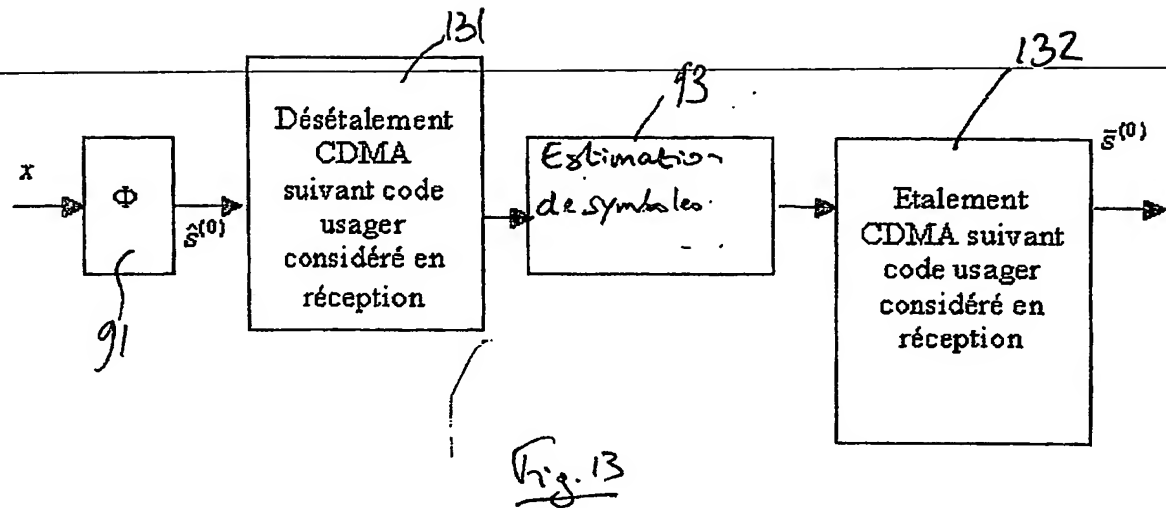 131
132
93
Désétalement
CDMA
suivant code
usager
considéré en
réception
Estimation
de symboles.
Etalement
CDMA suivant
code usager
considéré en
réception
x
Φ
ŝ⁽⁰⁾
s̄⁽⁰⁾
91
Fig. 13